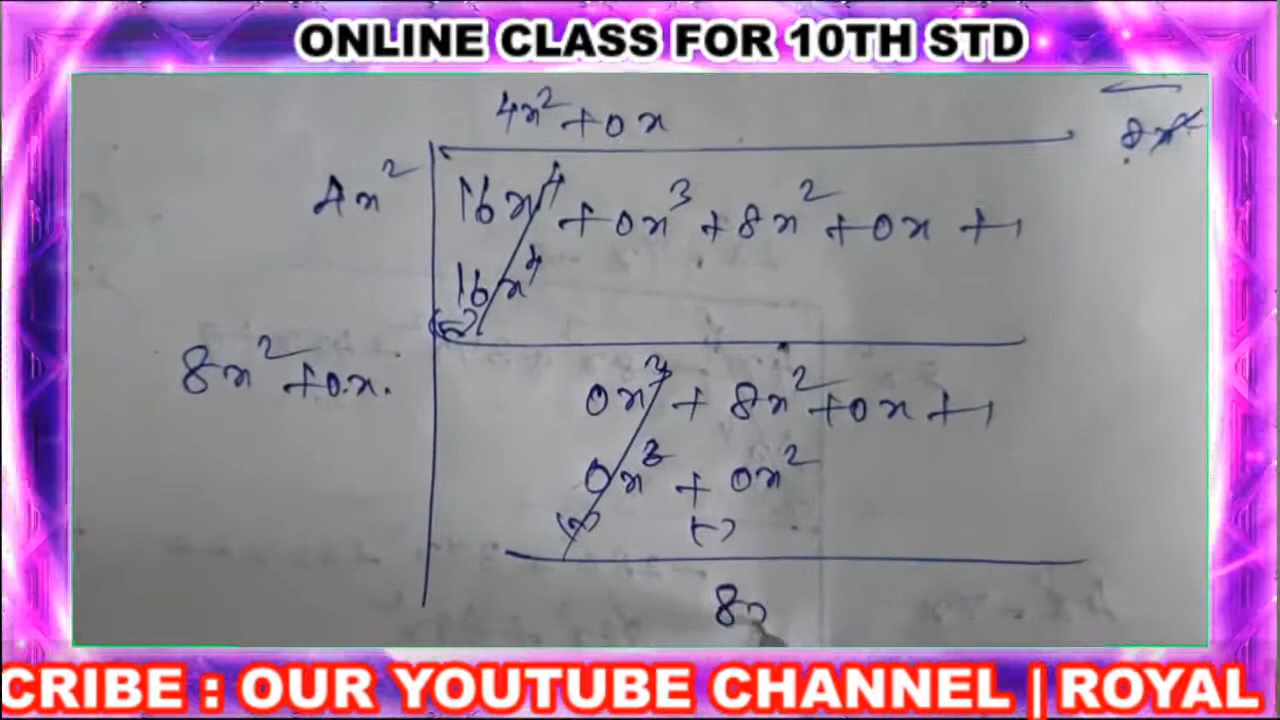 ONLINE CLASS FOR 10TH STD
4x² + 0x
4x² | 16x⁴ + 0x³ + 8x² + 0x + 1
16x⁴
(-)
8x² + 0x. | 0x³ + 8x² + 0x + 1
0x³ + 0x²
(-) (-)
8x
CRIBE : OUR YOUTUBE CHANNEL | ROYAL